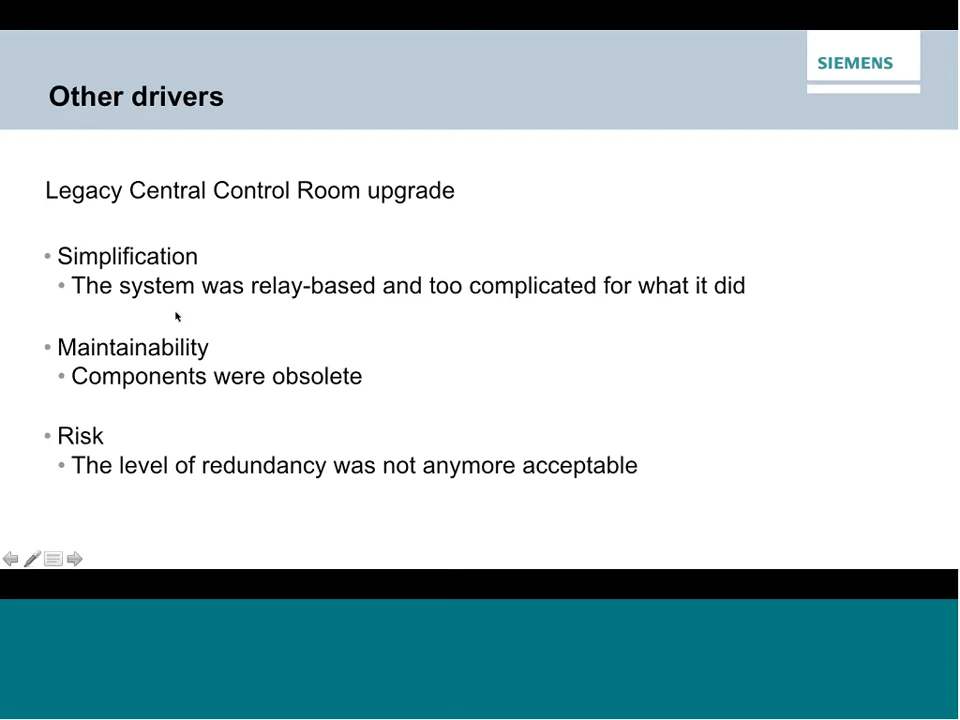 SIEMENS
Other drivers
Legacy Central Control Room upgrade
• Simplification
• The system was relay-based and too complicated for what it did
• Maintainability
• Components were obsolete
• Risk
• The level of redundancy was not anymore acceptable